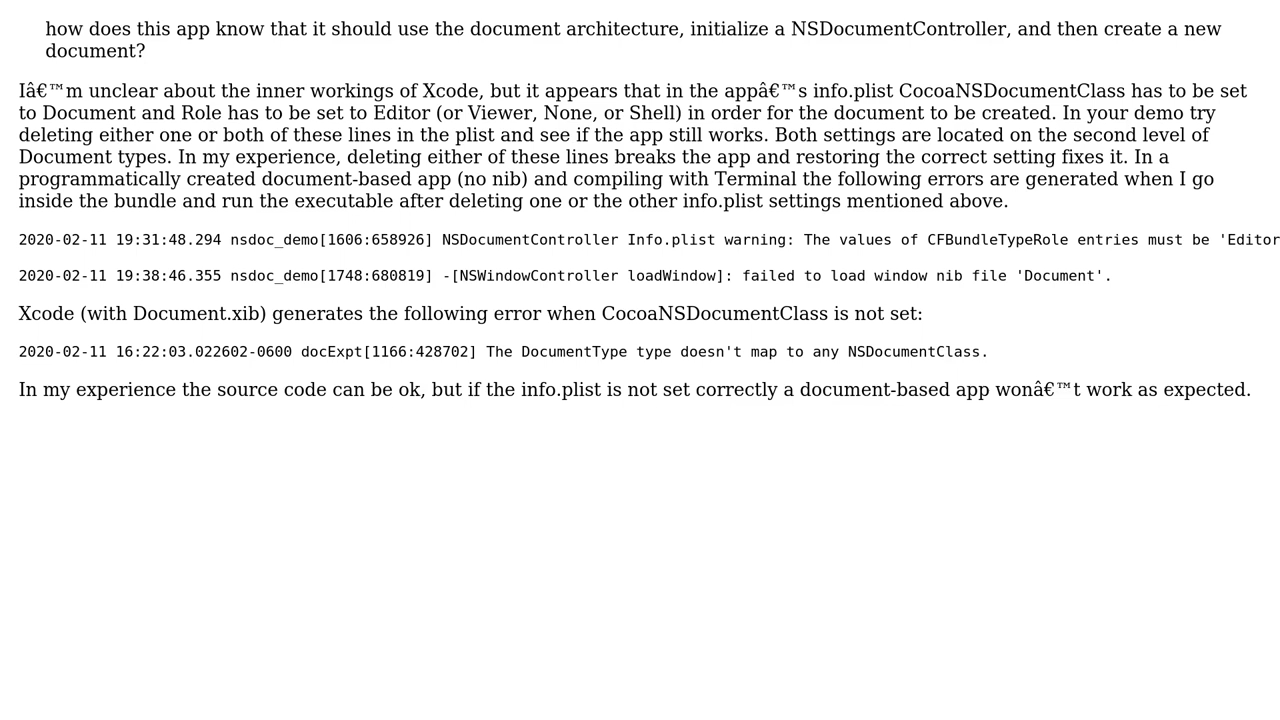 how does this app know that it should use the document architecture, initialize a NSDocumentController, and then create a new
document?
Iâ€™m unclear about the inner workings of Xcode, but it appears that in the appâ€™s info.plist CocoaNSDocumentClass has to be set
to Document and Role has to be set to Editor (or Viewer, None, or Shell) in order for the document to be created. In your demo try
deleting either one or both of these lines in the plist and see if the app still works. Both settings are located on the second level of
Document types. In my experience, deleting either of these lines breaks the app and restoring the correct setting fixes it. In a
programmatically created document-based app (no nib) and compiling with Terminal the following errors are generated when I go
inside the bundle and run the executable after deleting one or the other info.plist settings mentioned above.
2020-02-11 19:31:48.294 nsdoc_demo[1606:658926] NSDocumentController Info.plist warning: The values of CFBundleTypeRole entries must be 'Editor
2020-02-11 19:38:46.355 nsdoc_demo[1748:680819] -[NSWindowController loadWindow]: failed to load window nib file 'Document'.
Xcode (with Document.xib) generates the following error when CocoaNSDocumentClass is not set:
2020-02-11 16:22:03.022602-0600 docExpt[1166:428702] The DocumentType type doesn't map to any NSDocumentClass.
In my experience the source code can be ok, but if the info.plist is not set correctly a document-based app wonâ€™t work as expected.